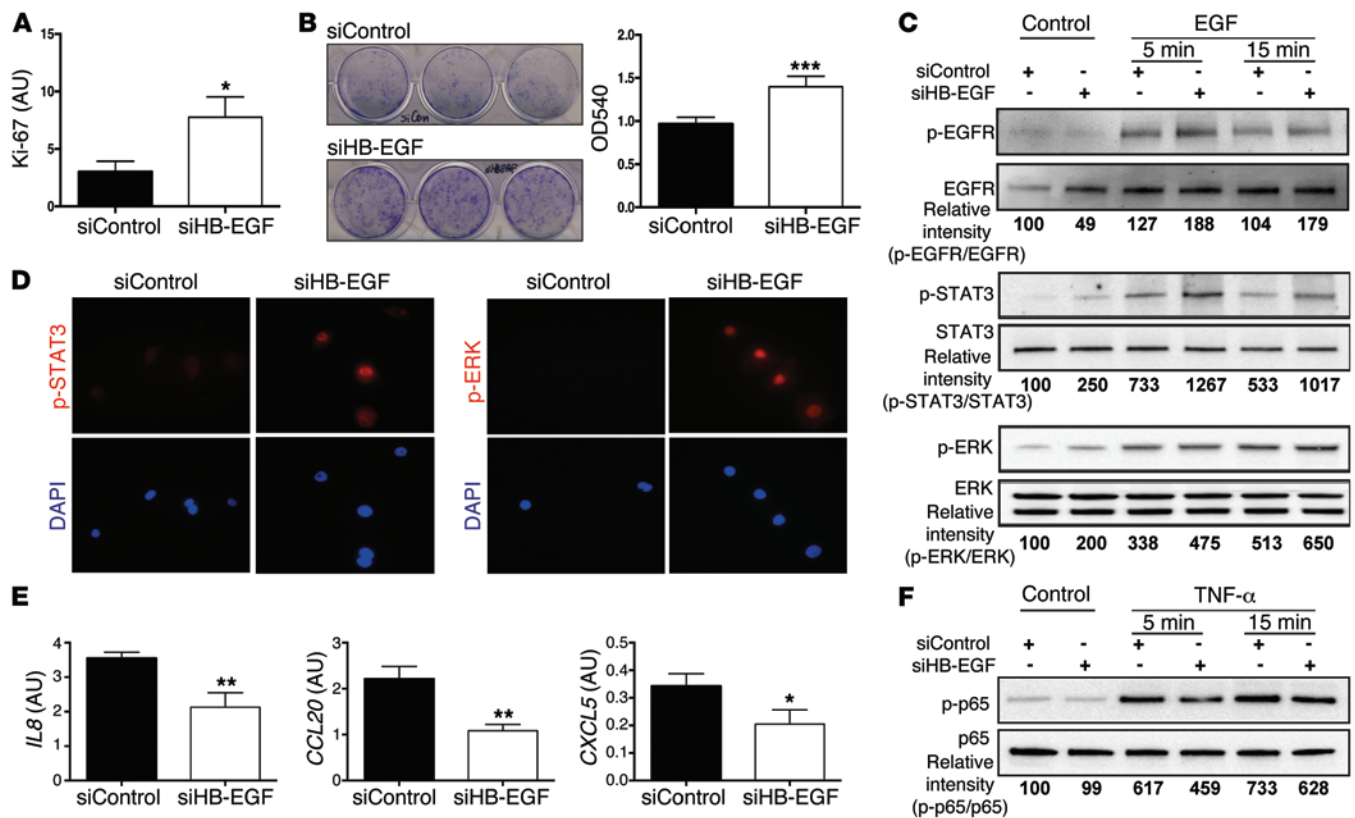 A
Ki-67 (AU)
15
10
5
0
*
siControl
siHB-EGF
B
siControl
siCon
siHB-EGF
siHBEGF
OD540
2.0
1.5
1.0
0.5
0.0
***
siControl
siHB-EGF
C
Control EGF
5 min 15 min
siControl + - + - + -
siHB-EGF - + - + - +
p-EGFR
EGFR
Relative
intensity 100 49 127 188 104 179
(p-EGFR/EGFR)
p-STAT3
STAT3
Relative
intensity 100 250 733 1267 533 1017
(p-STAT3/STAT3)
p-ERK
ERK
Relative
intensity
(p-ERK/ERK) 100 200 338 475 513 650
D
siControl siHB-EGF siControl siHB-EGF
p-STAT3
DAPI
p-ERK
DAPI
E
IL8 (AU)
4
3
2
1
0
**
siControl siHB-EGF
CCL20 (AU)
3
2
1
0
**
siControl siHB-EGF
CXCL5 (AU)
0.5
0.4
0.3
0.2
0.1
0.0
*
siControl siHB-EGF
F
Control TNF-α
5 min 15 min
siControl + - + - + -
siHB-EGF - + - + - +
p-p65
p65
Relative
intensity 100 99 617 459 733 628
(p-p65/p65)